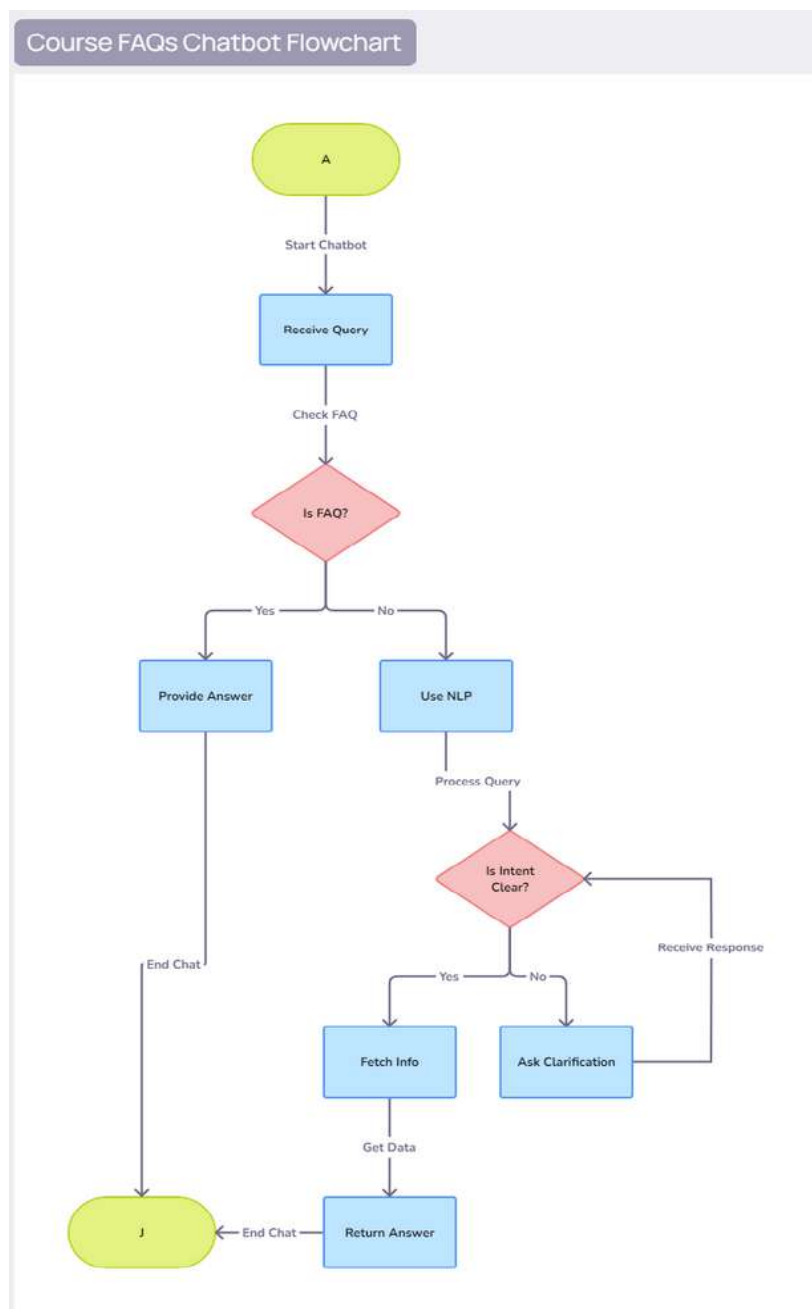 Course FAQs Chatbot Flowchart
A
Start Chatbot
Receive Query
Check FAQ
Is FAQ?
Yes
No
Provide Answer
Use NLP
Process Query
Is Intent
Clear?
Receive Response
End Chat
Yes
No
Fetch Info
Ask Clarification
Get Data
J
End Chat
Return Answer